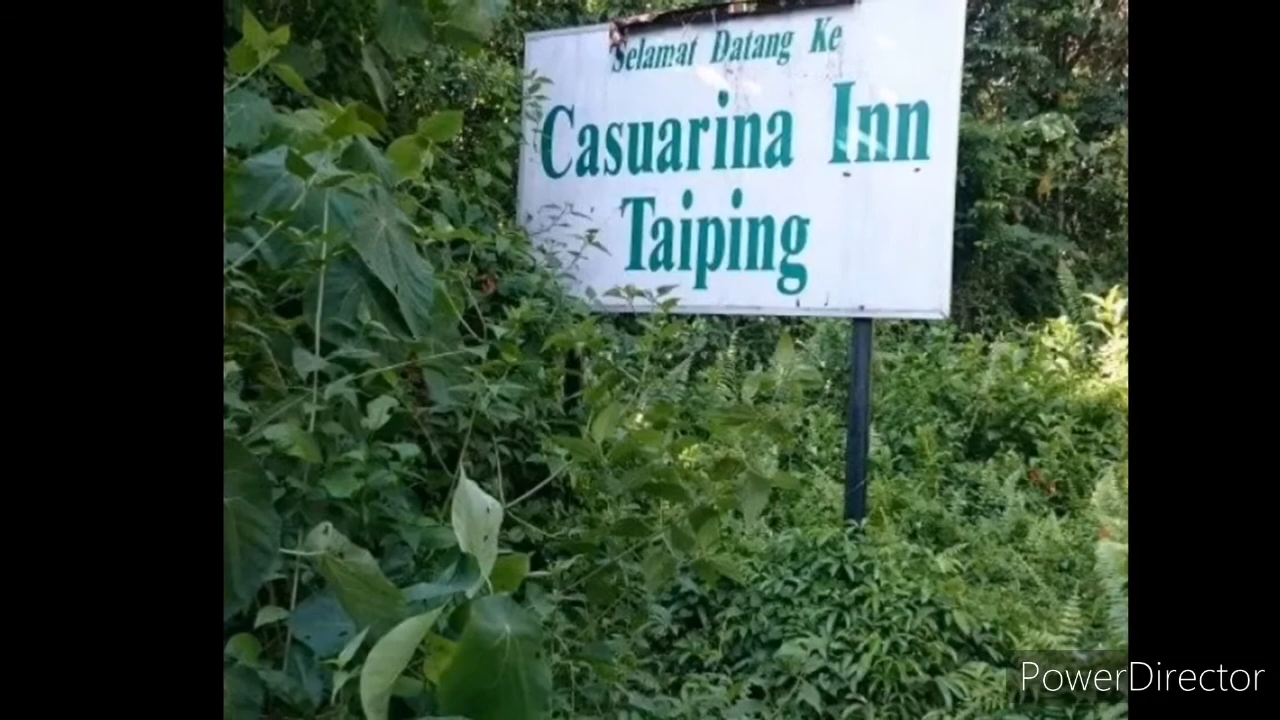 Selamat Datang Ke
Casuarina Inn
Taiping
PowerDirector